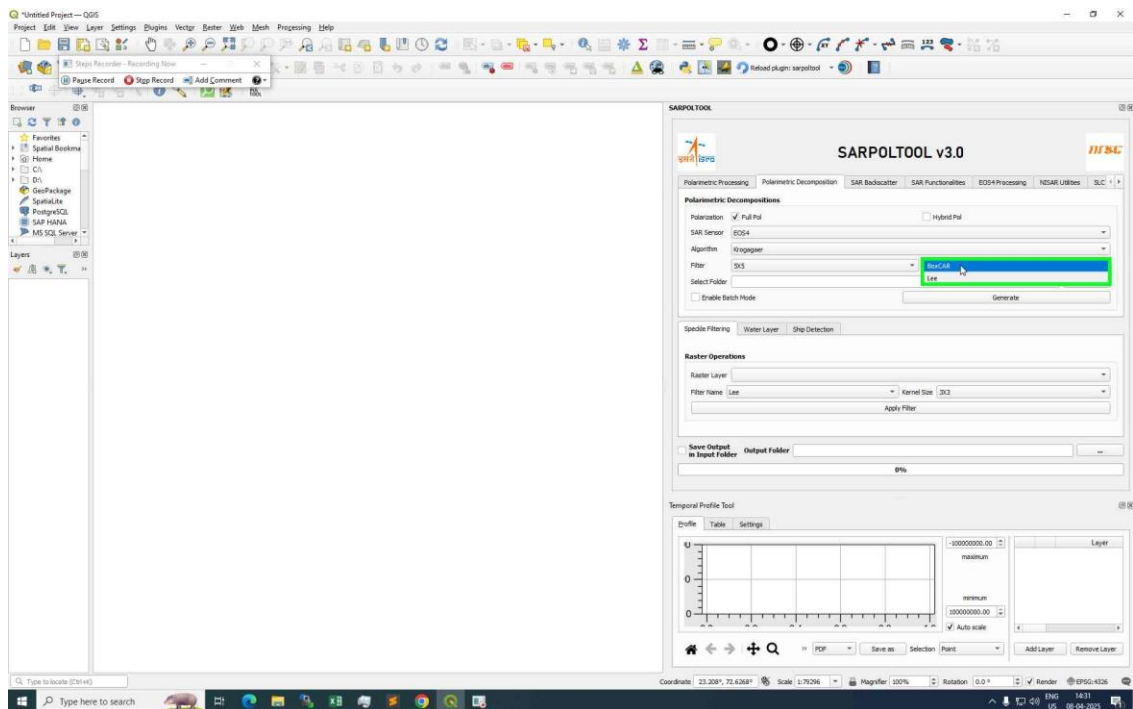 *Untitled Project — QGIS
Project Edit View Layer Settings Plugins Vector Raster Web Mesh Processing Help
Steps Recorder - Recording Now
Reload plugin: sarpoltool
Pause Record Stop Record Add Comment
Browser
SARPOLTOOL
Favorites
Spatial Bookma
Home
C:\
D:\
GeoPackage
SpatiaLite
PostgreSQL
SAP HANA
MS SQL Server
इसरो isro
SARPOLTOOL v3.0
nrsc
Polarimetric Processing Polarimetric Decomposition SAR Backscatter SAR Functionalities EOS4 Processing NISAR Utilities SLC
Polarimetric Decompositions
Polarization Full Pol Hybrid Pol
SAR Sensor EOS4
Algorithm Krogagaer
Filter 5X5 BoxCAR
Lee
Select Folder
Enable Batch Mode Generate
Layers
Speckle Filtering Water Layer Ship Detection
Raster Operations
Raster Layer
Filter Name Lee Kernel Size 3X3
Apply Filter
Save Output in Input Folder Output Folder ...
0%
Temporal Profile Tool
Profile Table Settings
-100000000.00
maximum
Layer
0
minimum
100000000.00
0
Auto scale
PDF Save as Selection Point Add Layer Remove Layer
Type to locate (Ctrl+K)
Coordinate 23.208°, 72.6268° Scale 1:79296 Magnifier 100% Rotation 0.0 ° Render EPSG:4326
Type here to search
ENG 14:31
US 08-04-2025